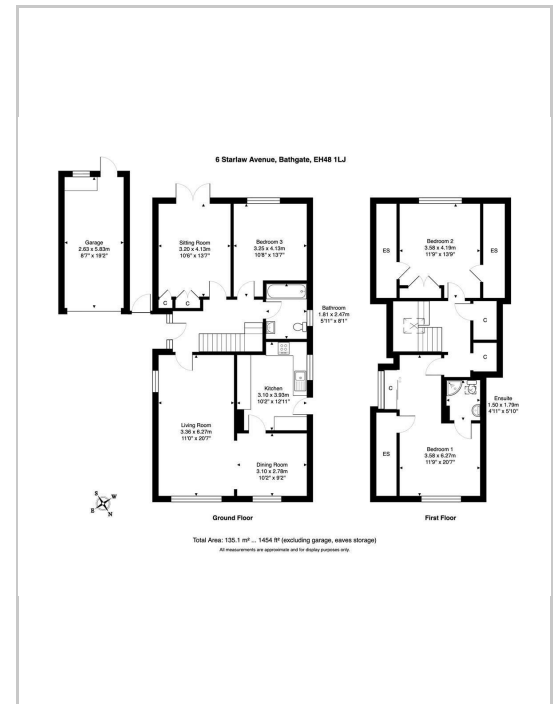 6 Starlaw Avenue, Bathgate, EH48 1LJ
Garage
2.63 x 5.83m
8'7" x 19'2"
Sitting Room
3.20 x 4.13m
10'6" x 13'7"
Bedroom 3
3.25 x 4.13m
10'8" x 13'7"
C
C
Bathroom
1.81 x 2.47m
5'11" x 8'1"
Kitchen
3.10 x 3.93m
10'2" x 12'11"
Living Room
3.36 x 6.27m
11'0" x 20'7"
Dining Room
3.10 x 2.78m
10'2" x 9'2"
Ground Floor
ES
Bedroom 2
3.58 x 4.19m
11'9" x 13'9"
ES
C
C
C
Ensuite
1.50 x 1.79m
4'11" x 5'10"
ES
Bedroom 1
3.58 x 6.27m
11'9" x 20'7"
First Floor
S
W
E
N
Total Area: 135.1 m² ... 1454 ft² (excluding garage, eaves storage)
All measurements are approximate and for display purposes only.